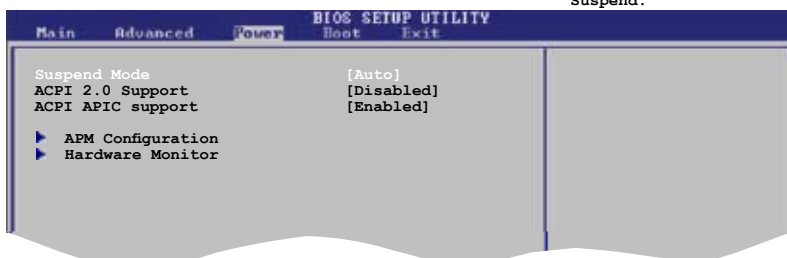 Suspend.
BIOS SETUP UTILITY
Main Advanced Power Boot Exit
Suspend Mode [Auto]
ACPI 2.0 Support [Disabled]
ACPI APIC support [Enabled]
APM Configuration
Hardware Monitor